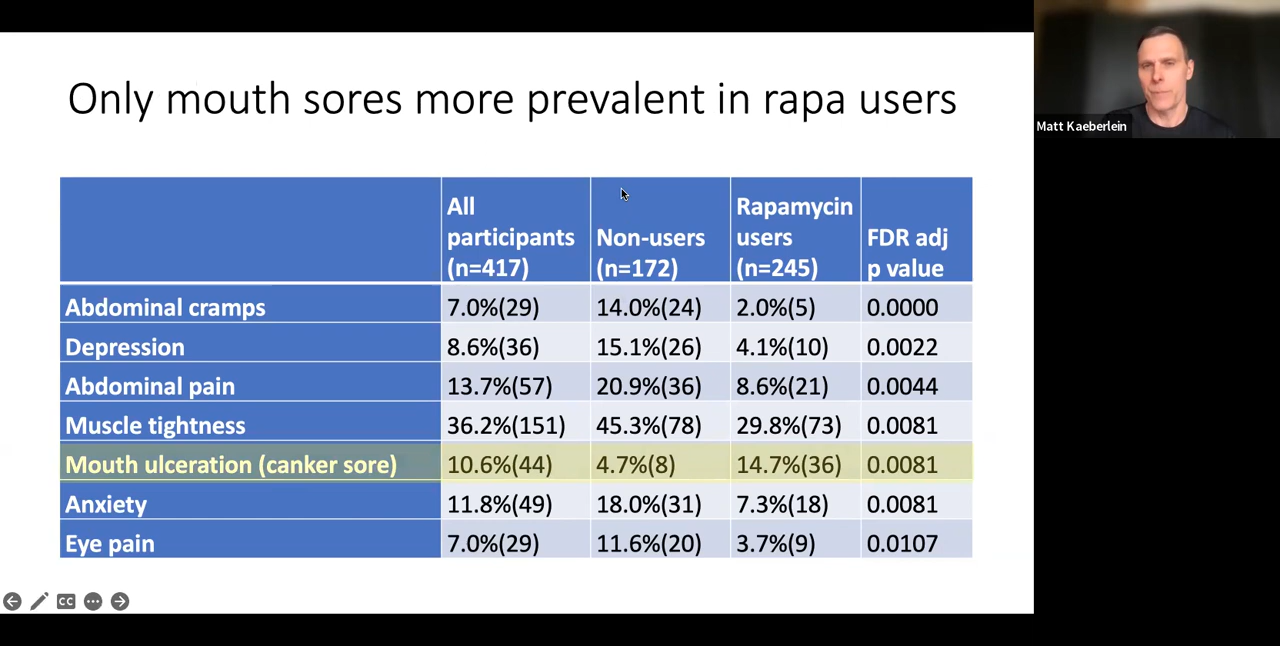 Only mouth sores more prevalent in rapa users
Matt Kaeberlein
All participants (n=417) Non-users (n=172) Rapamycin users (n=245) FDR adj p value
Abdominal cramps 7.0%(29) 14.0%(24) 2.0%(5) 0.0000
Depression 8.6%(36) 15.1%(26) 4.1%(10) 0.0022
Abdominal pain 13.7%(57) 20.9%(36) 8.6%(21) 0.0044
Muscle tightness 36.2%(151) 45.3%(78) 29.8%(73) 0.0081
Mouth ulceration (canker sore) 10.6%(44) 4.7%(8) 14.7%(36) 0.0081
Anxiety 11.8%(49) 18.0%(31) 7.3%(18) 0.0081
Eye pain 7.0%(29) 11.6%(20) 3.7%(9) 0.0107
CC